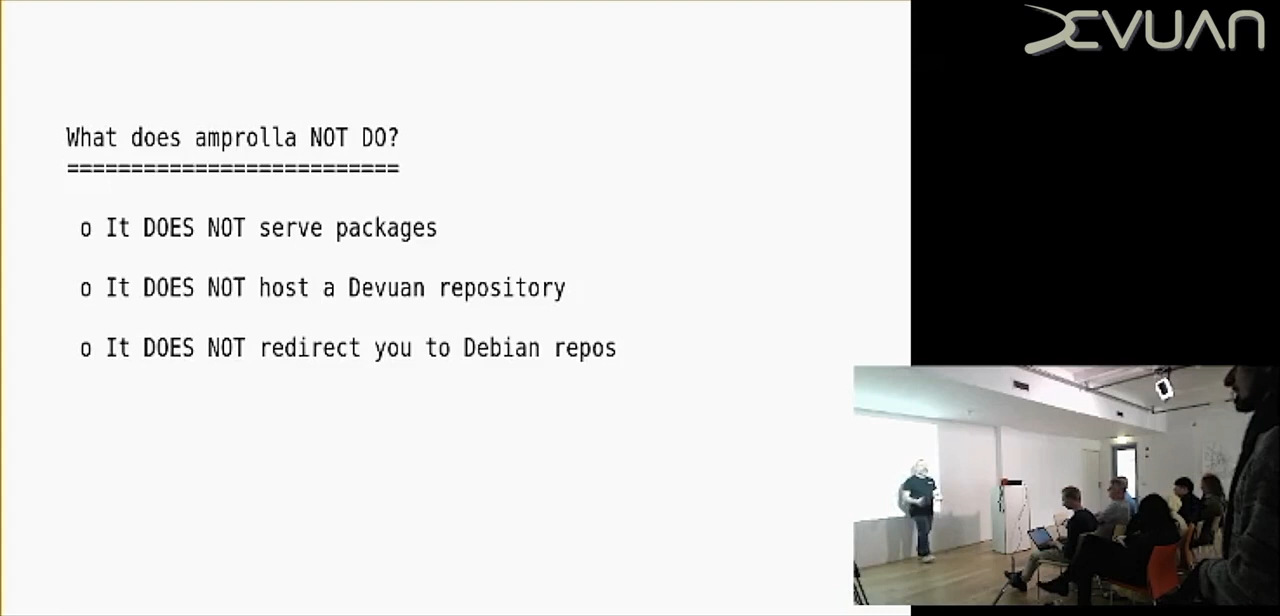 DEVUAN
What does amprolla NOT DO?
==========================
o It DOES NOT serve packages
o It DOES NOT host a Devuan repository
o It DOES NOT redirect you to Debian repos